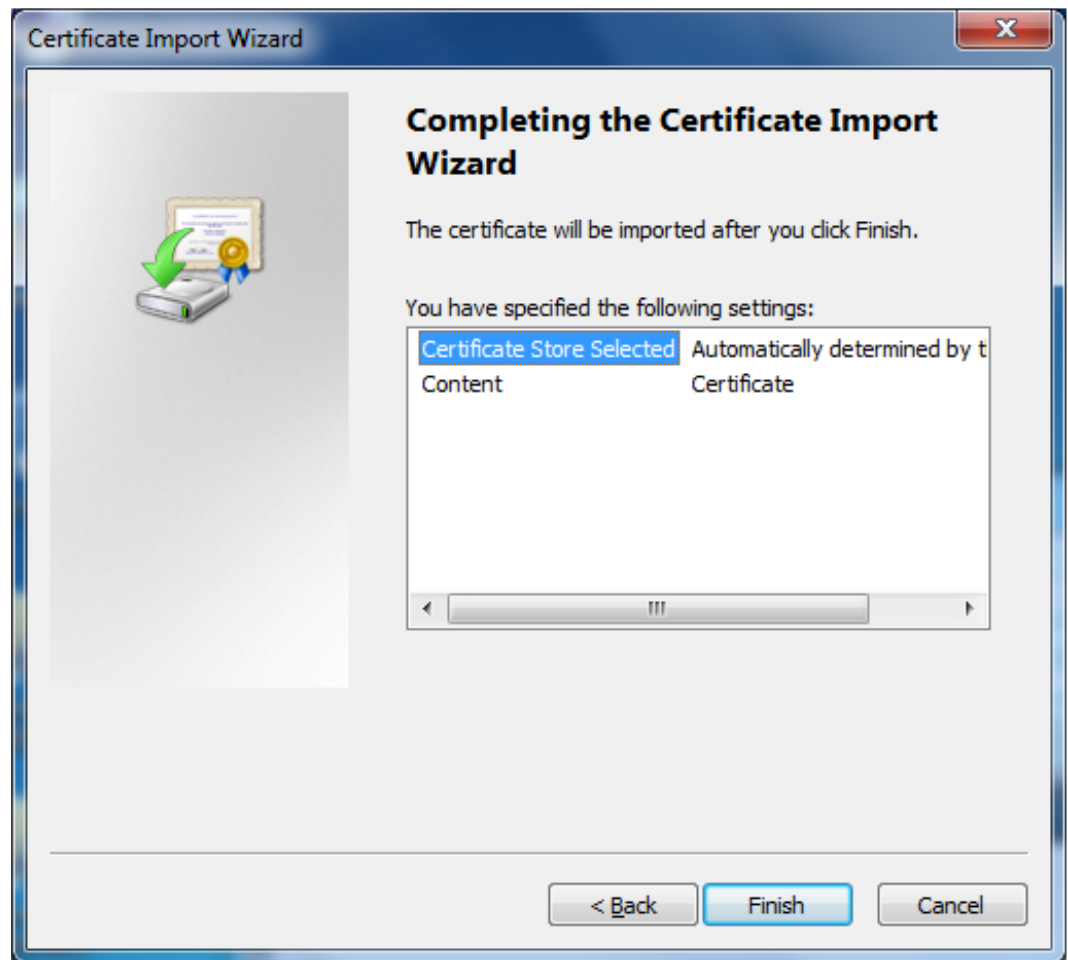 Certificate Import Wizard
Completing the Certificate Import
Wizard
The certificate will be imported after you click Finish.
You have specified the following settings:
Certificate Store Selected Automatically determined by t
Content Certificate
< Back Finish Cancel